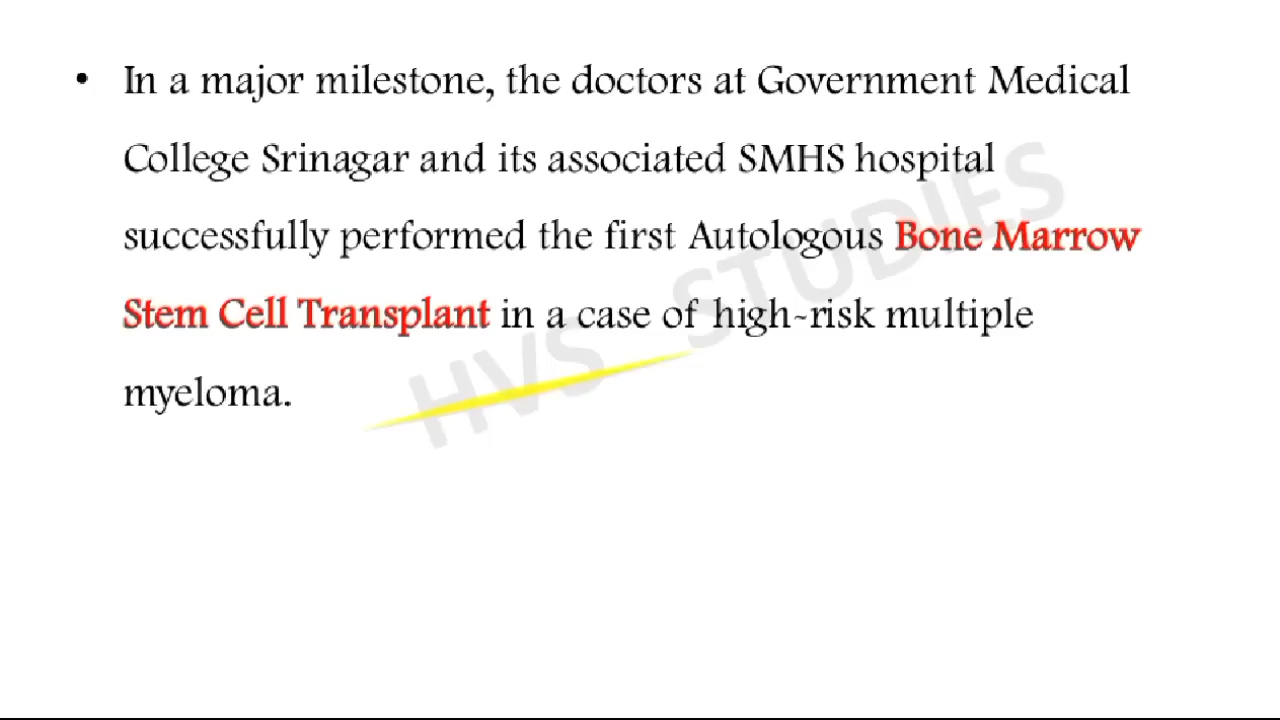 • In a major milestone, the doctors at Government Medical
College Srinagar and its associated SMHS hospital
successfully performed the first Autologous Bone Marrow
Stem Cell Transplant in a case of high-risk multiple
myeloma.
HVS STUDIES